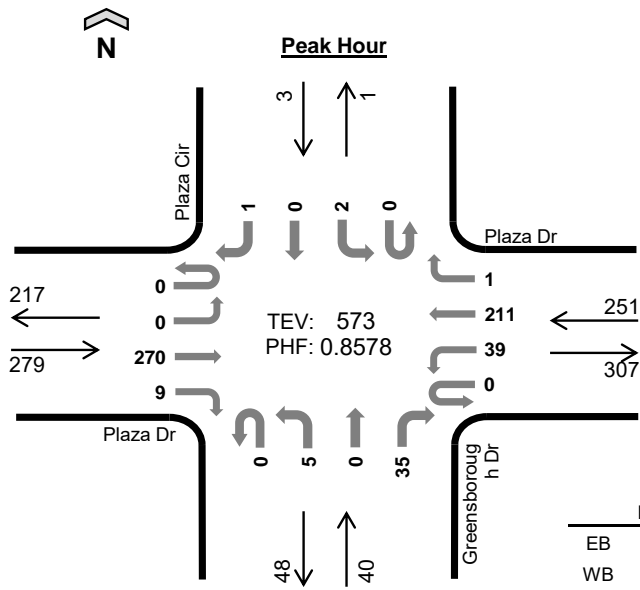 N
Peak Hour
3
1
Plaza Cir
1
0
2
0
Plaza Dr
0
0
270
9
217
279
TEV: 573
PHF: 0.8578
1
211
39
0
251
307
Plaza Dr
0
5
0
35
Greensboroug
h Dr
48
40
EB
WB